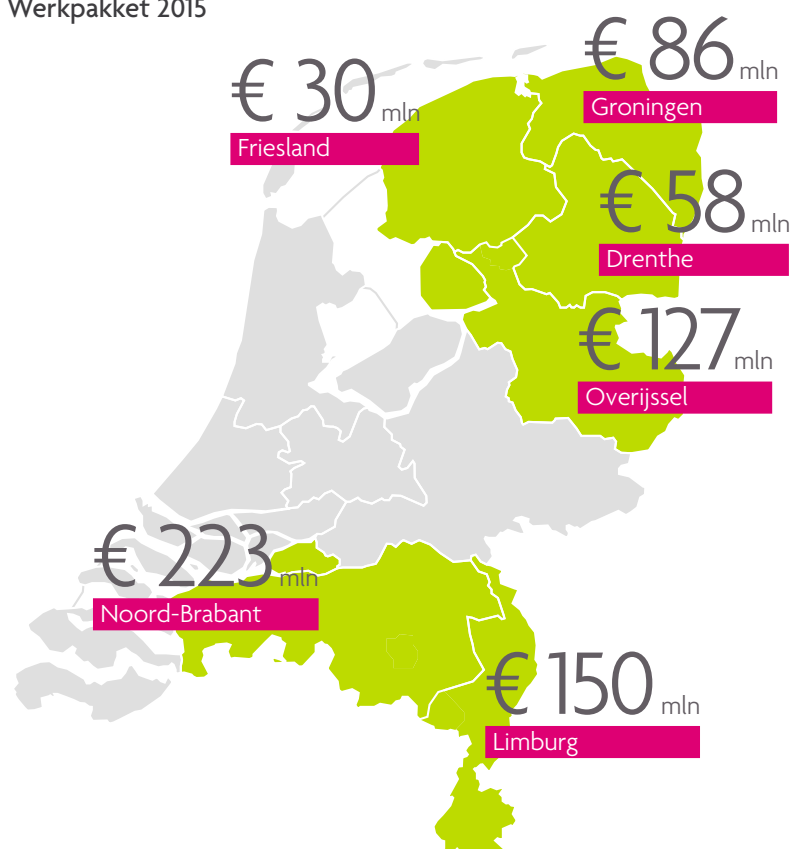 Werkpakket 2015
€ 86 mln
Groningen
€ 30 mln
Friesland
€ 58 mln
Drenthe
€ 127 mln
Overijssel
€ 223 mln
Noord-Brabant
€ 150 mln
Limburg